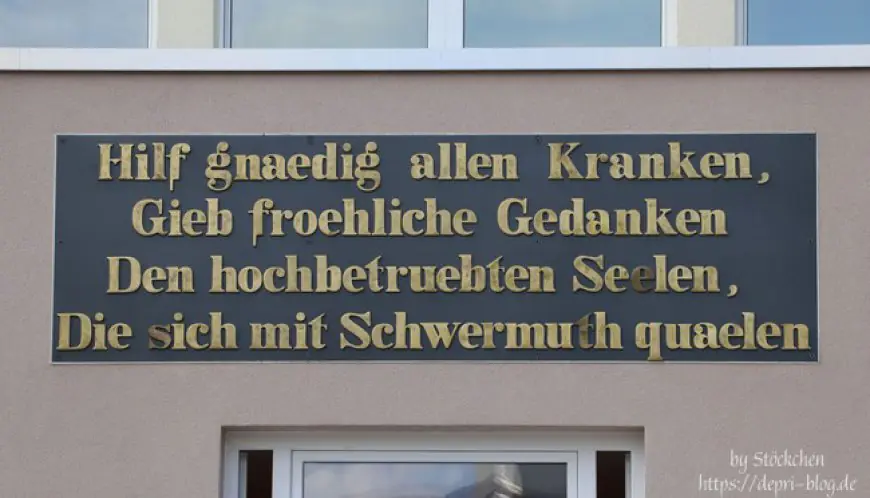 Hilf gnaedig allen Kranken,
Gieb froehliche Gedanken
Den hochbetruebten Seelen,
Die sich mit Schwermuth quaelen
by Stöckchen
https://depri-blog.de